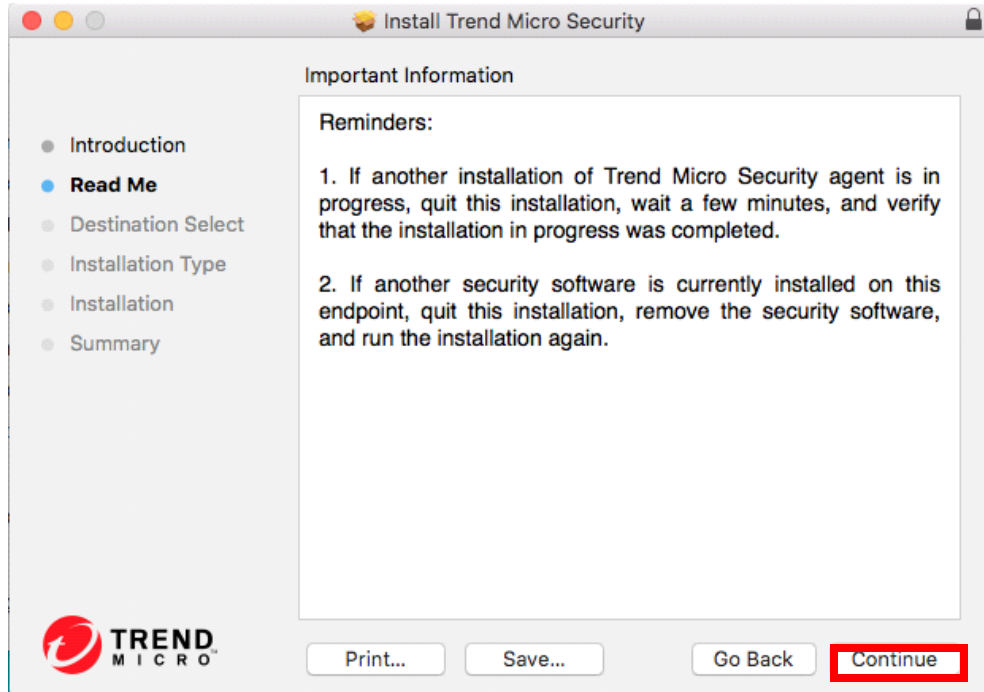 Install Trend Micro Security
Important Information
Introduction
Read Me
Destination Select
Installation Type
Installation
Summary
Reminders:
1. If another installation of Trend Micro Security agent is in
progress, quit this installation, wait a few minutes, and verify
that the installation in progress was completed.
2. If another security software is currently installed on this
endpoint, quit this installation, remove the security software,
and run the installation again.
TREND
MICRO
Print... Save... Go Back Continue